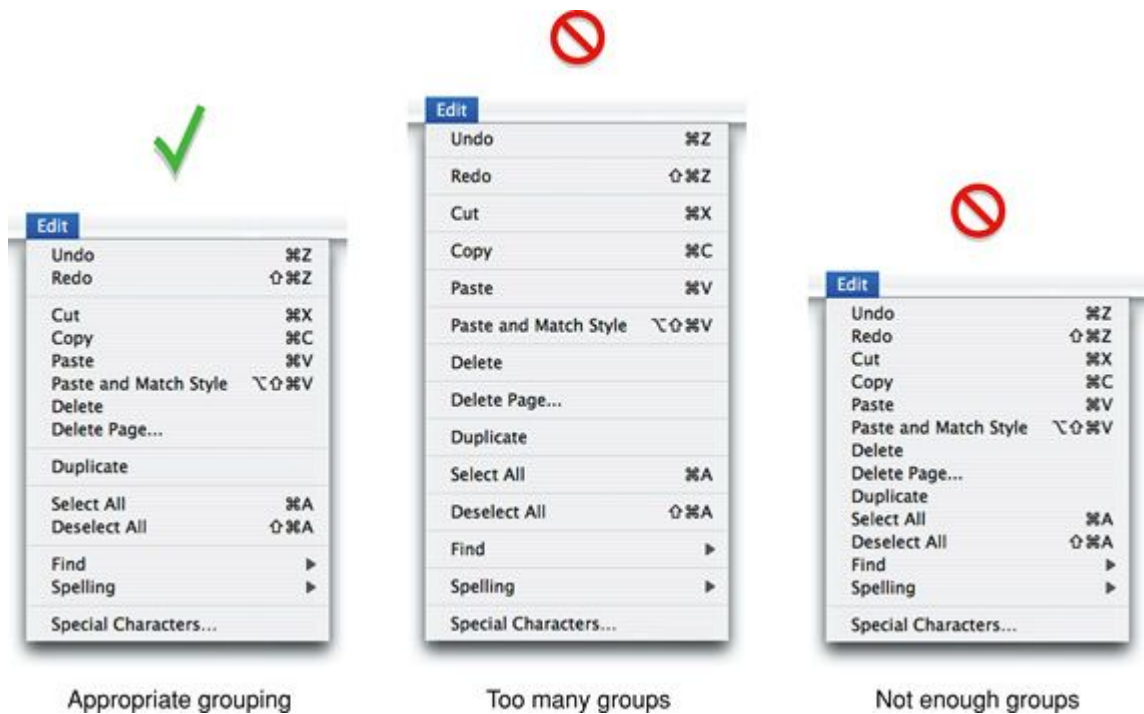 Edit
Undo ⌘Z
Redo ⇧⌘Z
Cut ⌘X
Copy ⌘C
Paste ⌘V
Paste and Match Style ⌥⇧⌘V
Delete
Delete Page...
Duplicate
Select All ⌘A
Deselect All ⇧⌘A
Find ▶
Spelling ▶
Special Characters...
Appropriate grouping
Edit
Undo ⌘Z
Redo ⇧⌘Z
Cut ⌘X
Copy ⌘C
Paste ⌘V
Paste and Match Style ⌥⇧⌘V
Delete
Delete Page...
Duplicate
Select All ⌘A
Deselect All ⇧⌘A
Find ▶
Spelling ▶
Special Characters...
Too many groups
Edit
Undo ⌘Z
Redo ⇧⌘Z
Cut ⌘X
Copy ⌘C
Paste ⌘V
Paste and Match Style ⌥⇧⌘V
Delete
Delete Page...
Duplicate
Select All ⌘A
Deselect All ⇧⌘A
Find ▶
Spelling ▶
Special Characters...
Not enough groups